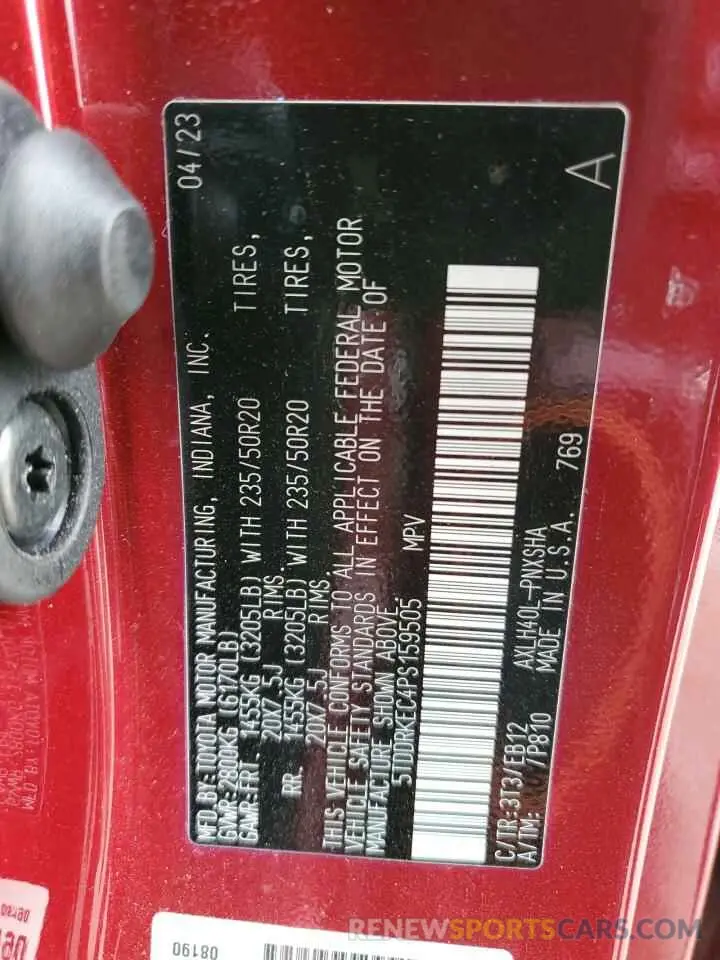 MFD BY: TOYOTA MOTOR MANUFACTURING, INDIANA, INC. 04/23
GVWR 2800KG (6170LB)
GAWR FRT 1455KG (3205LB) WITH 235/50R20 TIRES,
20X7.5J RIMS
RR. 1455KG (3205LB) WITH 235/50R20 TIRES,
20X7.5J RIMS
THIS VEHICLE CONFORMS TO ALL APPLICABLE FEDERAL MOTOR
VEHICLE SAFETY STANDARDS IN EFFECT ON THE DATE OF
MANUFACTURE SHOWN ABOVE.
5TDDRKEC4PS159505 MPV
C/TR: 3T3/EB12 AXLH40L-PNXSHA
A/TM: /P810 MADE IN U.S.A. 769
A
08190
RENEWSPORTSCARS.COM